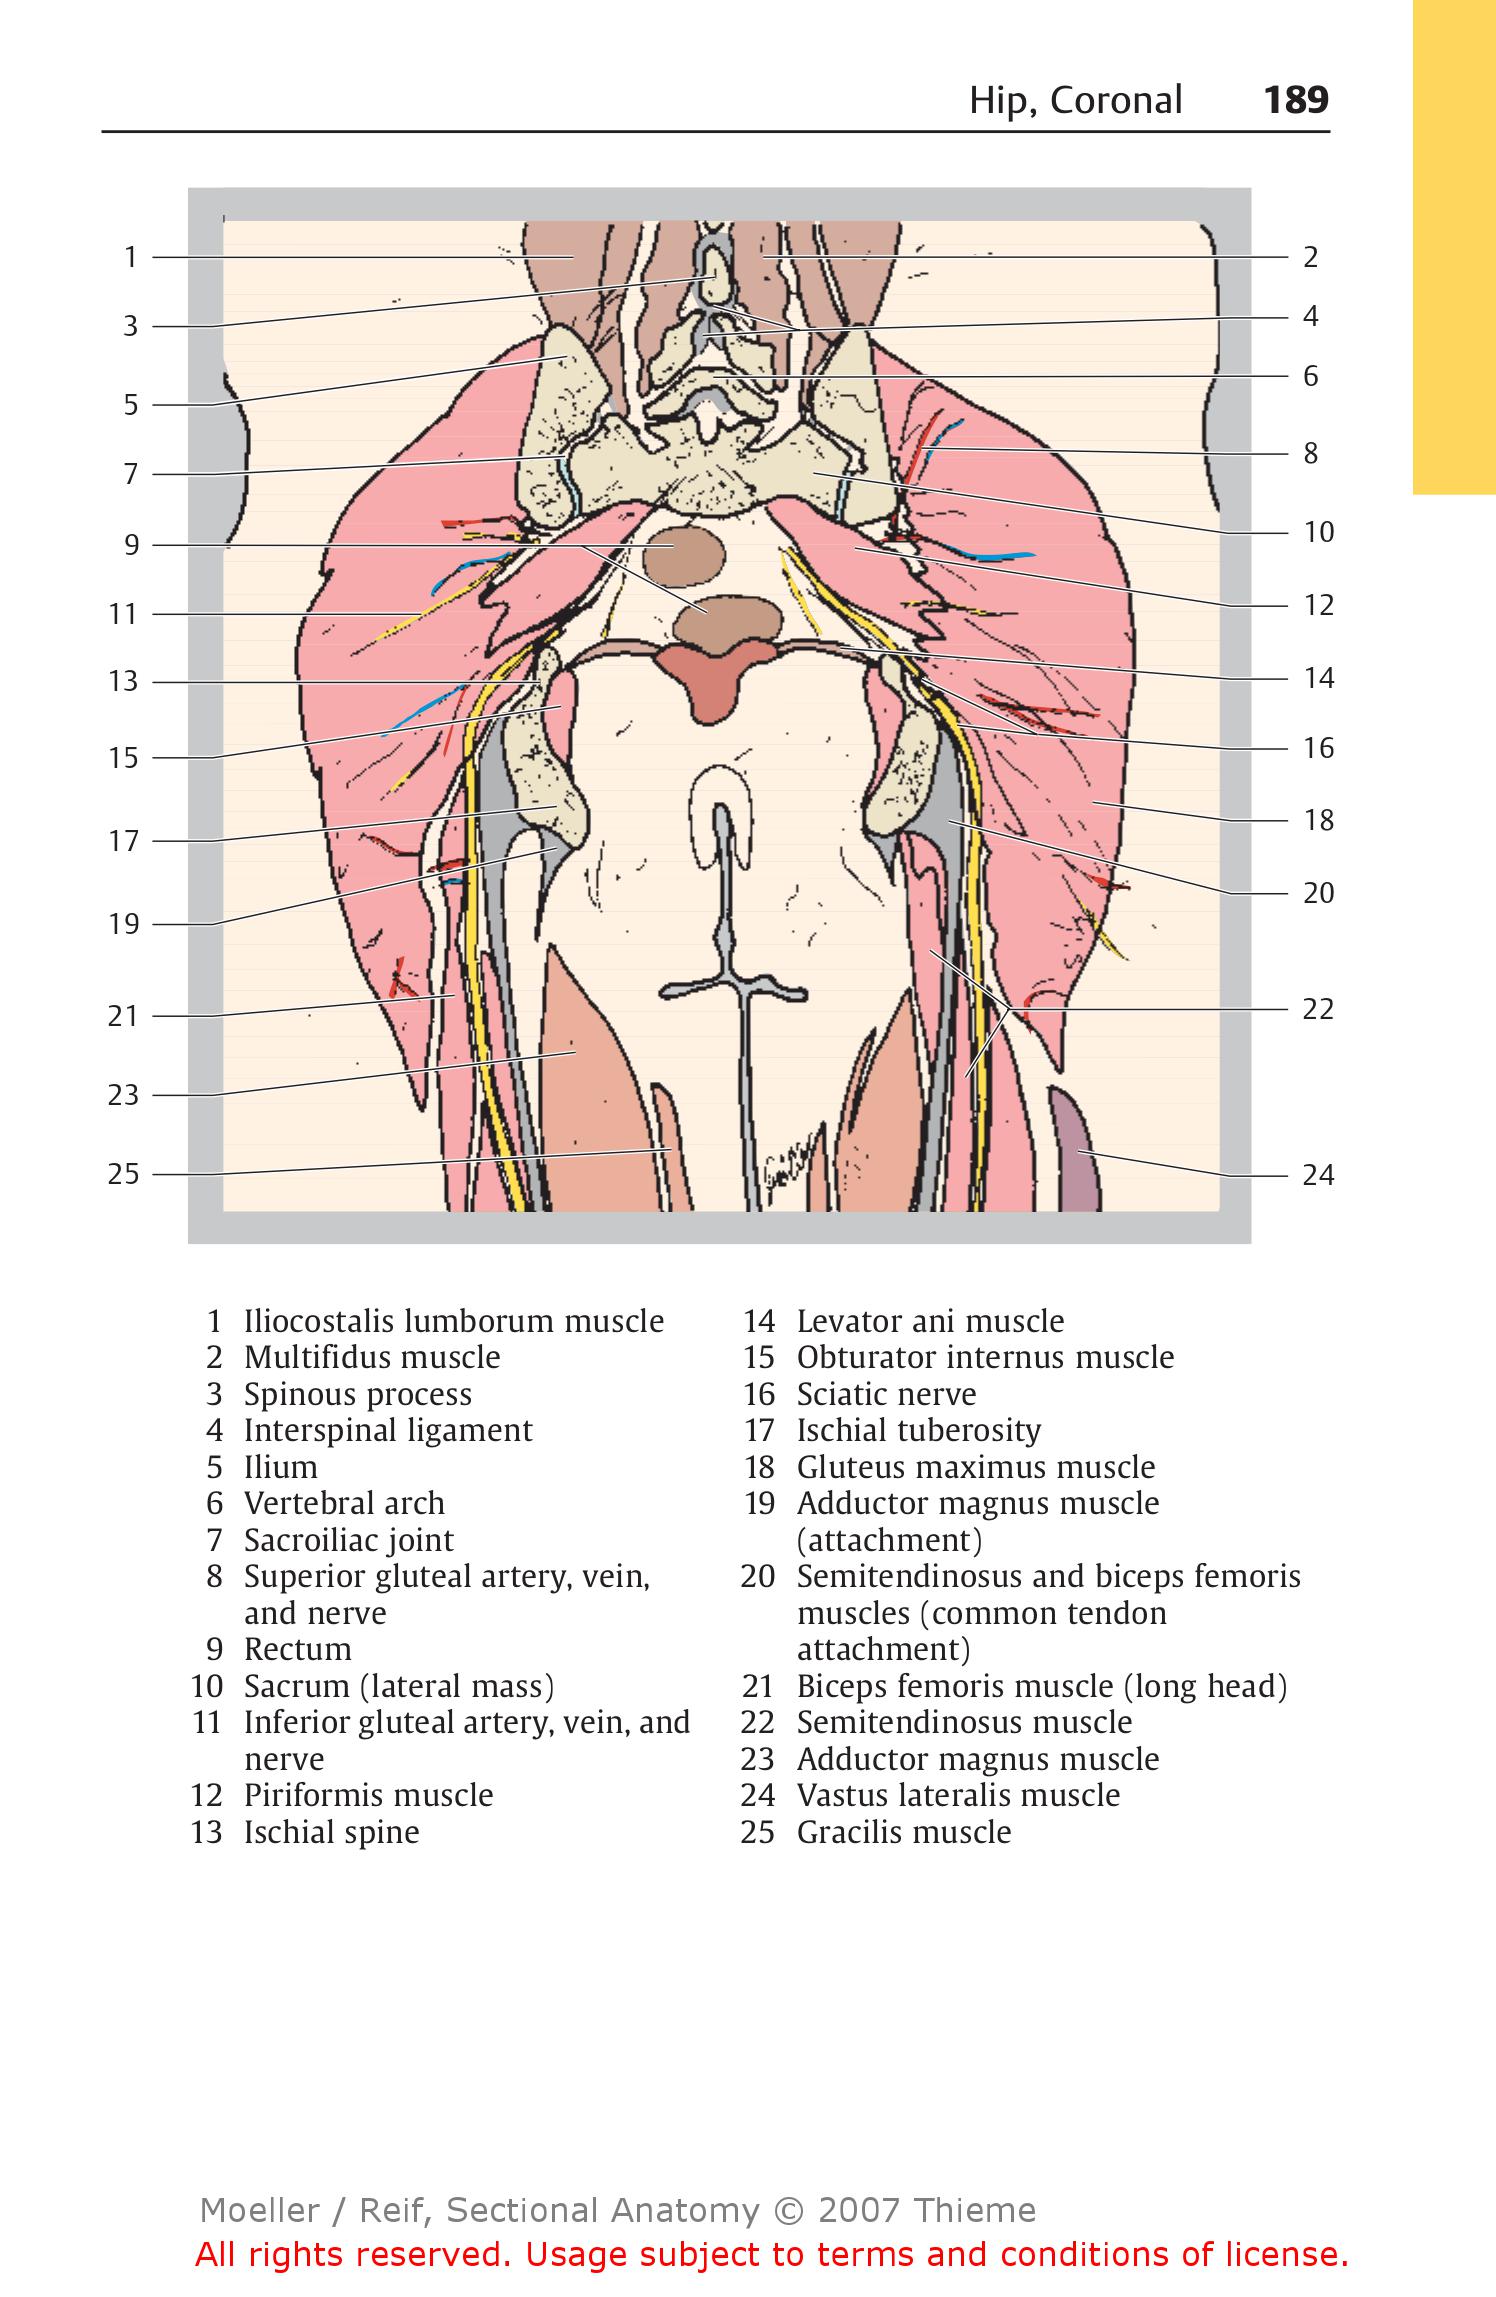 Hip, Coronal 189
1
2
3
4
5
6
7
8
9
10
11
12
13
14
15
16
17
18
19
20
21
22
23
24
25
1 Iliocostalis lumborum muscle
2 Multifidus muscle
3 Spinous process
4 Interspinal ligament
5 Ilium
6 Vertebral arch
7 Sacroiliac joint
8 Superior gluteal artery, vein,
and nerve
9 Rectum
10 Sacrum (lateral mass)
11 Inferior gluteal artery, vein, and
nerve
12 Piriformis muscle
13 Ischial spine
14 Levator ani muscle
15 Obturator internus muscle
16 Sciatic nerve
17 Ischial tuberosity
18 Gluteus maximus muscle
19 Adductor magnus muscle
(attachment)
20 Semitendinosus and biceps femoris
muscles (common tendon
attachment)
21 Biceps femoris muscle (long head)
22 Semitendinosus muscle
23 Adductor magnus muscle
24 Vastus lateralis muscle
25 Gracilis muscle
Moeller / Reif, Sectional Anatomy © 2007 Thieme
All rights reserved. Usage subject to terms and conditions of license.